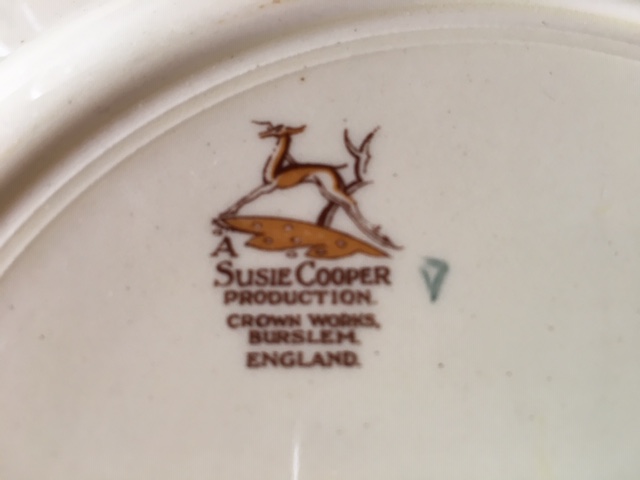 A
SUSIE COOPER
PRODUCTION.
CROWN WORKS,
BURSLEM.
ENGLAND.